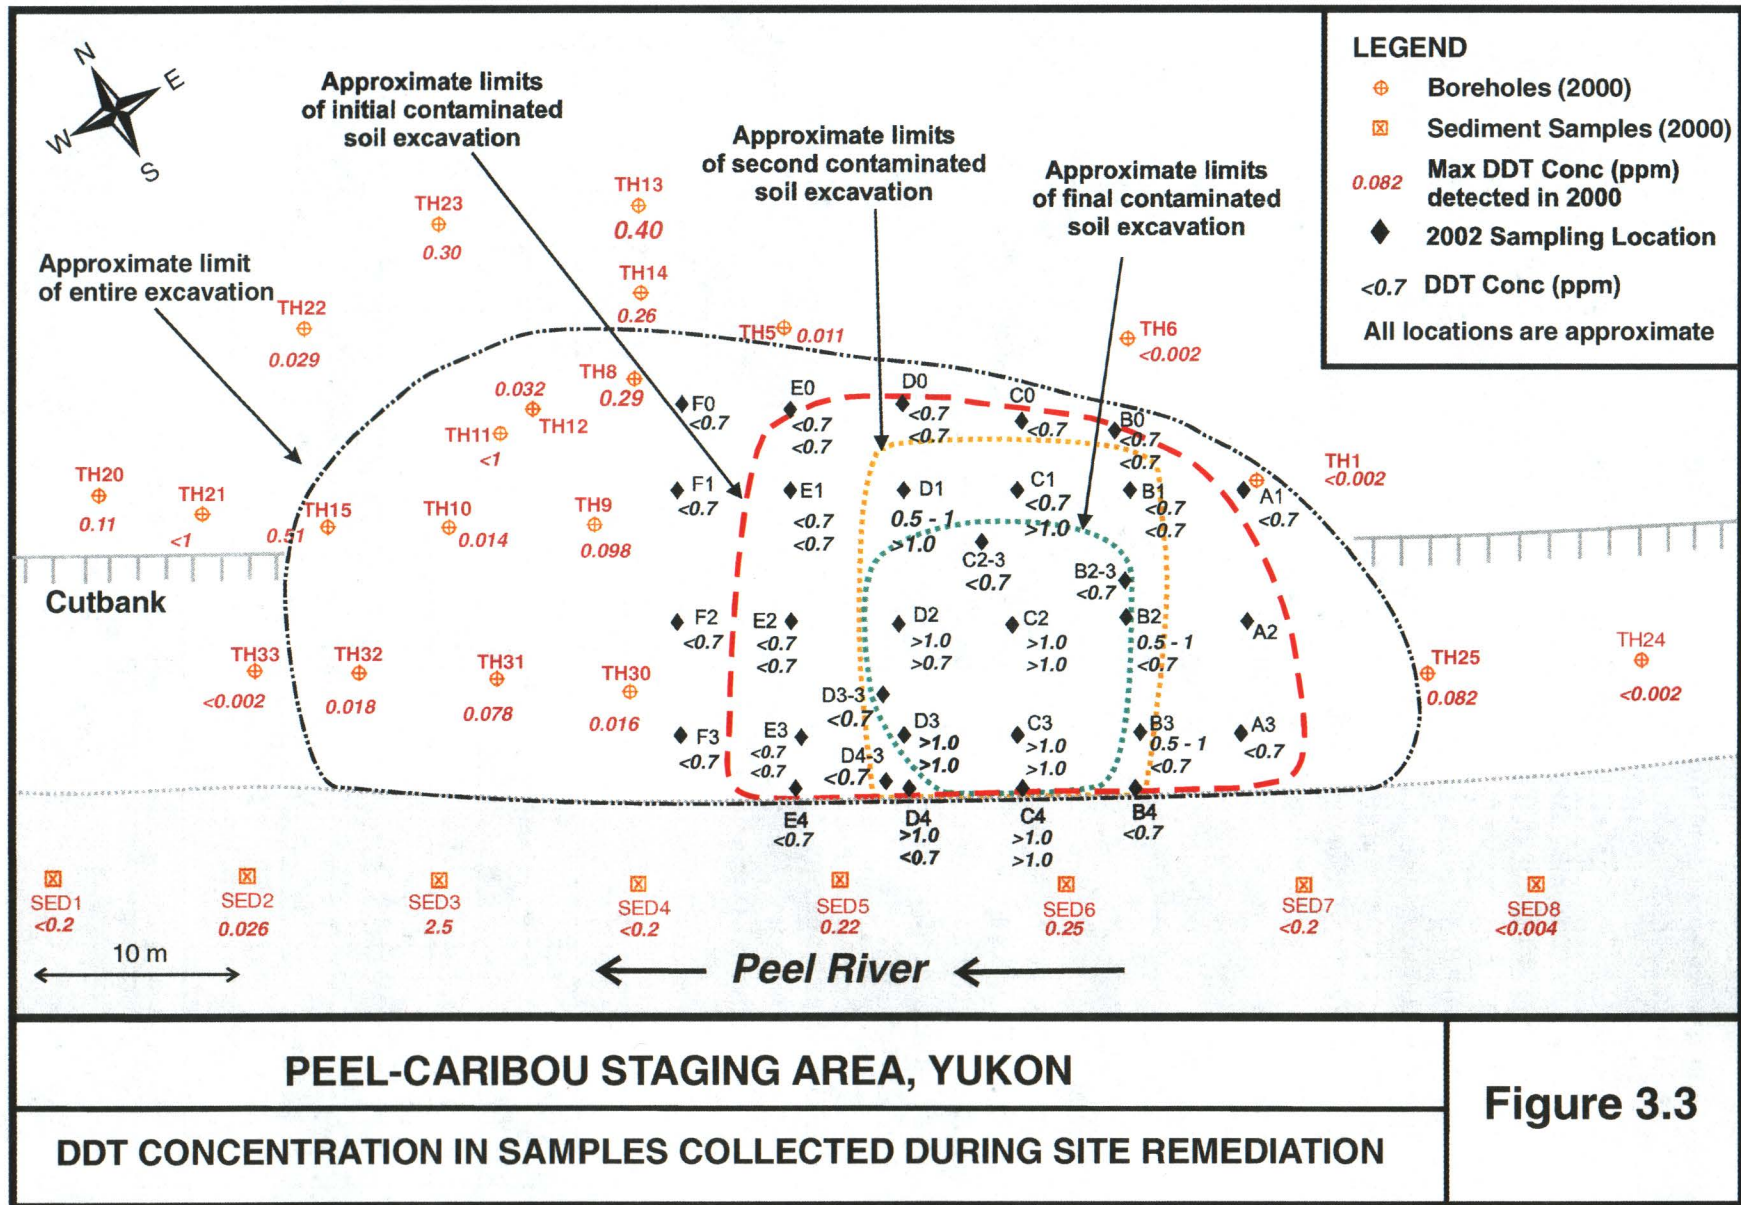 N
E
W
S
Approximate limits
of initial contaminated
soil excavation
Approximate limits
of second contaminated
soil excavation
Approximate limits
of final contaminated
soil excavation
Approximate limit
of entire excavation
LEGEND
Boreholes (2000)
Sediment Samples (2000)
0.082 Max DDT Conc (ppm)
detected in 2000
2002 Sampling Location
<0.7 DDT Conc (ppm)
All locations are approximate
TH23
0.30
TH13
0.40
TH14
0.26
TH22
0.029
TH5 0.011
TH6
<0.002
TH8
0.29
0.032
TH12
TH11
<1
F0
<0.7
E0
<0.7
<0.7
D0
<0.7
<0.7
C0
<0.7
B0
<0.7
<0.7
TH20
0.11
TH21
<1
TH15
0.51
TH10
0.014
TH9
0.098
F1
<0.7
E1
<0.7
<0.7
D1
0.5 - 1
>1.0
C1
<0.7
>1.0
B1
<0.7
<0.7
A1
<0.7
TH1
<0.002
C2-3
<0.7
B2-3
<0.7
Cutbank
F2
<0.7
E2
<0.7
<0.7
D2
>1.0
>0.7
C2
>1.0
>1.0
B2
0.5 - 1
<0.7
A2
TH33
<0.002
TH32
0.018
TH31
0.078
TH30
0.016
TH25
0.082
TH24
<0.002
D3-3
<0.7
F3
<0.7
E3
<0.7
<0.7
D3
>1.0
>1.0
C3
>1.0
>1.0
B3
0.5 - 1
<0.7
A3
<0.7
D4-3
<0.7
E4
<0.7
D4
>1.0
<0.7
C4
>1.0
>1.0
B4
<0.7
SED1
<0.2
SED2
0.026
SED3
2.5
SED4
<0.2
SED5
0.22
SED6
0.25
SED7
<0.2
SED8
<0.004
10 m
Peel River
PEEL-CARIBOU STAGING AREA, YUKON
DDT CONCENTRATION IN SAMPLES COLLECTED DURING SITE REMEDIATION
Figure 3.3